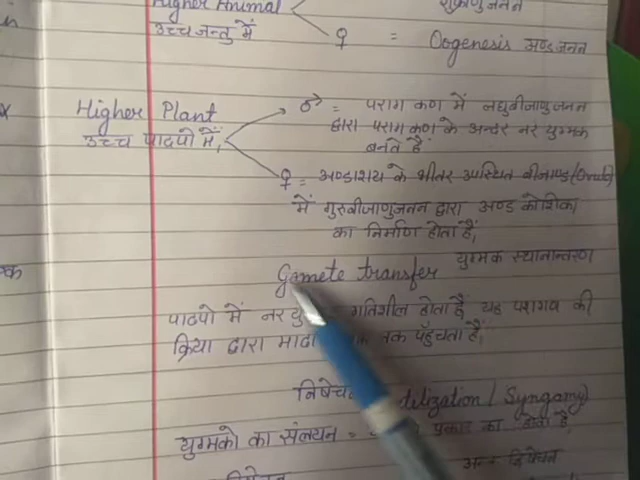 Higher Animal
उच्च जन्तु में
♀ = Oogenesis अण्डजनन
Higher Plant
उच्च पादपो में,
♂ = पराग कण में लघुबीजाणुजनन
द्वारा पराग कण के अन्दर नर युग्मक
बनते हैं
♀ = अण्डाशय के भीतर उपस्थित बीजाण्ड (Ovule)
में गुरुबीजाणुजनन द्वारा अण्ड कोशिका
का निर्माण होता है,
Gamete transfer युग्मक स्थानान्तरण
पादपो में नर गतिशील होता है यह परागण की
क्रिया द्वारा मादा तक पहुँचता है,
Syngamy)
युग्मको का संलयन = प्रकार का होता है,